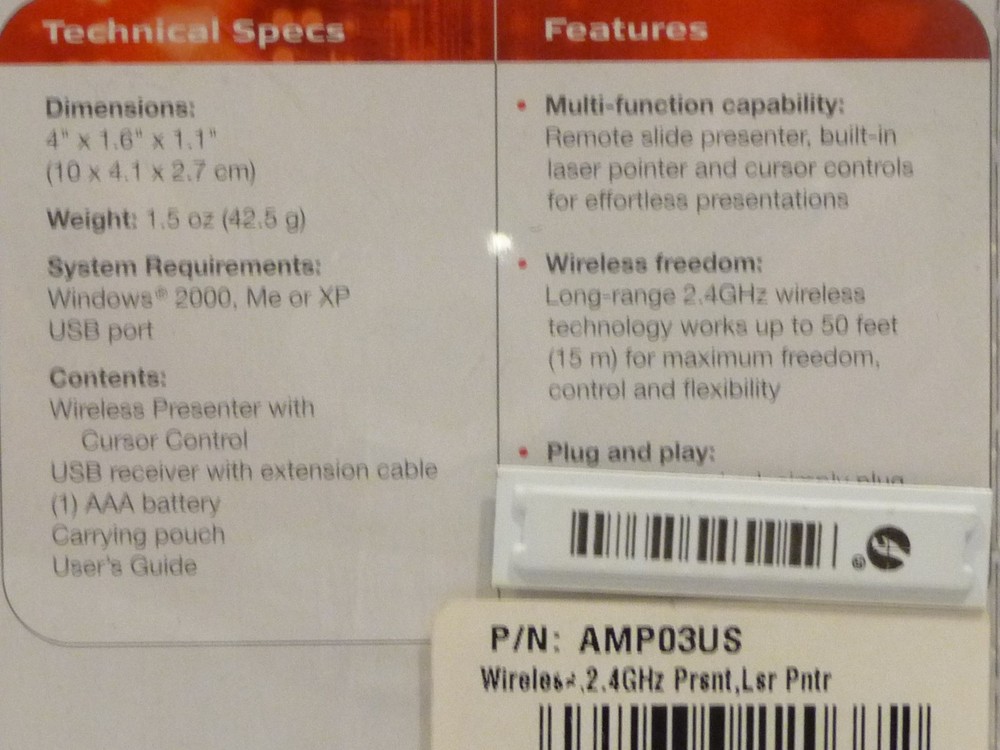 Technical Specs
Dimensions:
4" x 1.6" x 1.1"
(10 x 4.1 x 2.7 cm)
Weight: 1.5 oz (42.5 g)
System Requirements:
Windows® 2000, Me or XP
USB port
Contents:
Wireless Presenter with
Cursor Control
USB receiver with extension cable
(1) AAA battery
Carrying pouch
User's Guide
Features
• Multi-function capability:
Remote slide presenter, built-in
laser pointer and cursor controls
for effortless presentations
• Wireless freedom:
Long-range 2.4GHz wireless
technology works up to 50 feet
(15 m) for maximum freedom,
control and flexibility
• Plug and play:
simply plug
®
P/N: AMP03US
2.4GHz Prsnt,Lsr Pntr